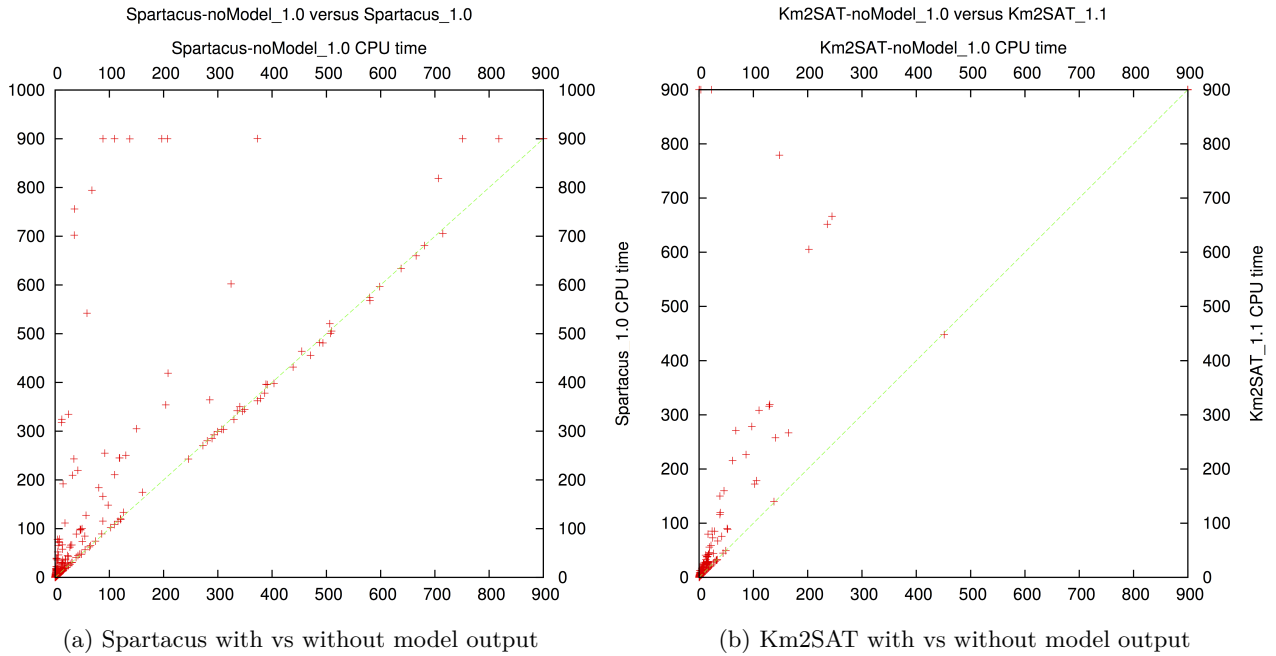 Spartacus-noModel_1.0 versus Spartacus_1.0
Spartacus-noModel_1.0 CPU time
0 100 200 300 400 500 600 700 800 900
1000 1000
900 900
800 800
700 700
600 600
500 500
400 400
300 300
200 200
100 100
0 0
0 100 200 300 400 500 600 700 800 900
Spartacus 1.0 CPU time
(a) Spartacus with vs without model output
Km2SAT-noModel_1.0 versus Km2SAT_1.1
Km2SAT-noModel_1.0 CPU time
0 100 200 300 400 500 600 700 800 900
900 900
800 800
700 700
600 600
500 500
400 400
300 300
200 200
100 100
0 0
0 100 200 300 400 500 600 700 800 900
Km2SAT_1.1 CPU time
(b) Km2SAT with vs without model output